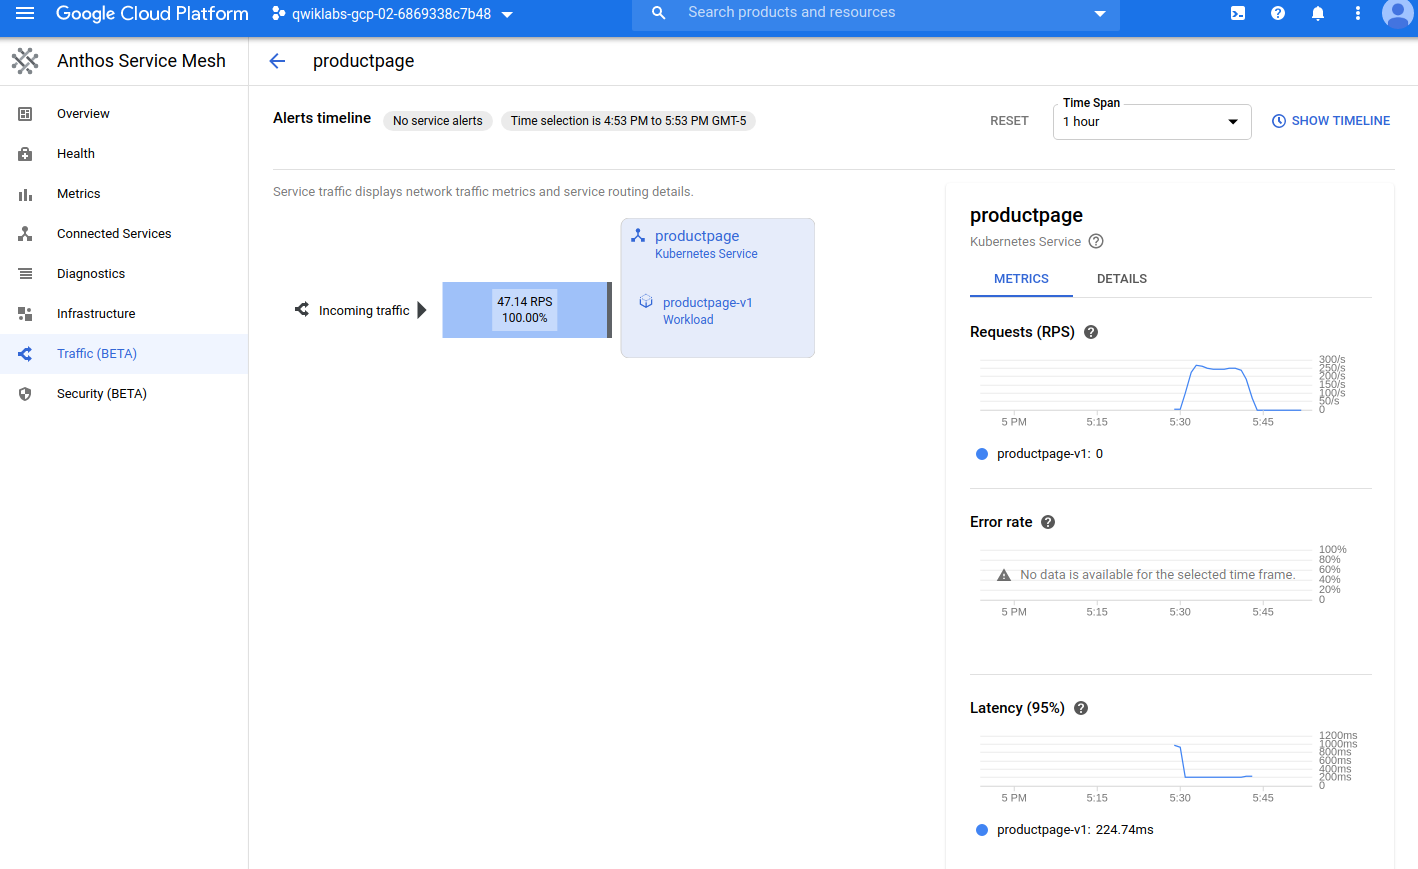 Google Cloud Platform
qwiklabs-gcp-02-6869338c7b48
Search products and resources
Anthos Service Mesh
productpage
Overview
Health
Metrics
Connected Services
Diagnostics
Infrastructure
Traffic (BETA)
Security (BETA)
Alerts timeline
No service alerts
Time selection is 4:53 PM to 5:53 PM GMT-5
RESET
Time Span
1 hour
SHOW TIMELINE
Service traffic displays network traffic metrics and service routing details.
Incoming traffic
47.14 RPS
100.00%
productpage
Kubernetes Service
productpage-v1
Workload
productpage
Kubernetes Service
METRICS
DETAILS
Requests (RPS)
300/s
250/s
200/s
150/s
100/s
50/s
0
5 PM
5:15
5:30
5:45
productpage-v1: 0
Error rate
100%
80%
60%
40%
20%
0
No data is available for the selected time frame.
5 PM
5:15
5:30
5:45
Latency (95%)
1200ms
1000ms
800ms
600ms
400ms
200ms
0
5 PM
5:15
5:30
5:45
productpage-v1: 224.74ms